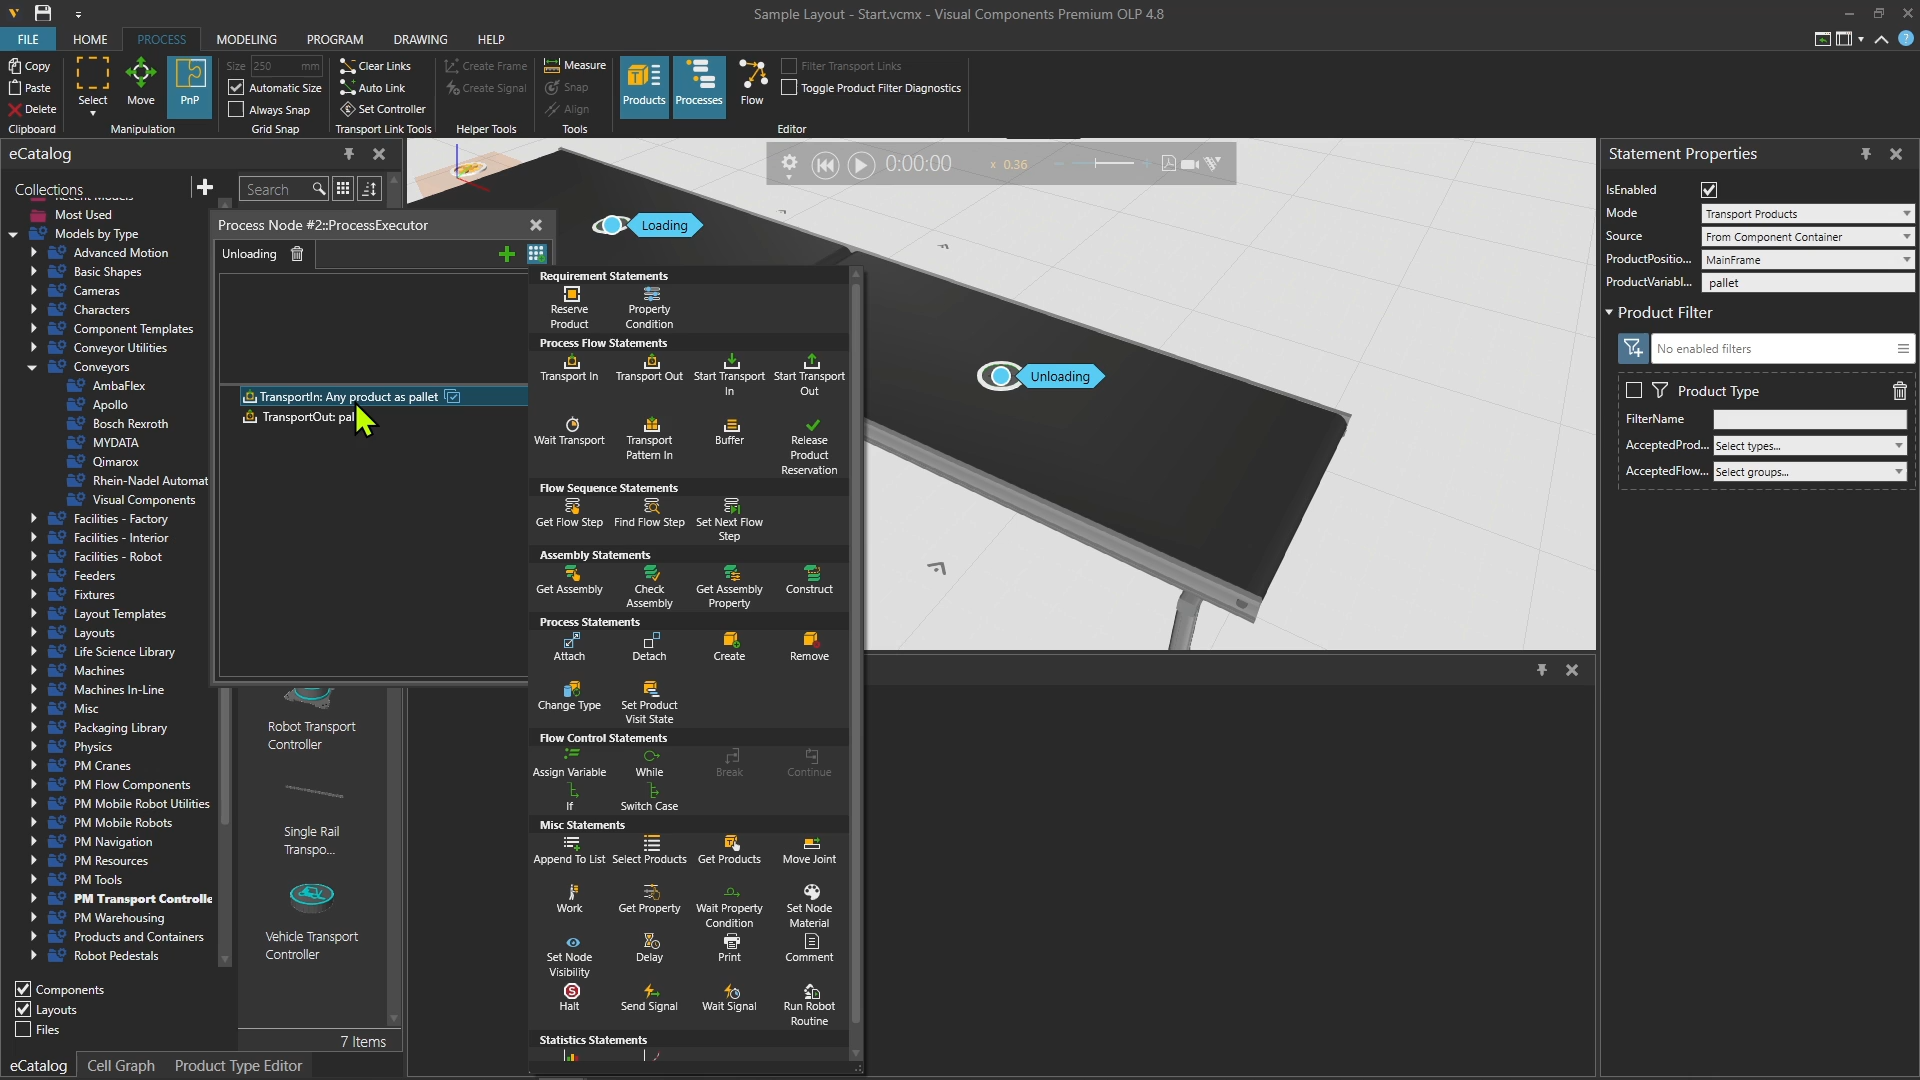 Sample Layout - Start.vcmx - Visual Components Premium OLP 4.8
FILE HOME PROCESS MODELING PROGRAM DRAWING HELP
Copy
Paste
Delete
Clipboard
Select
Move
PnP
Manipulation
Size 250 mm
Automatic Size
Always Snap
Grid Snap
Clear Links
Auto Link
Set Controller
Transport Link Tools
Create Frame
Create Signal
Helper Tools
Measure
Snap
Align
Tools
Products
Processes
Flow
Filter Transport Links
Toggle Product Filter Diagnostics
Editor
eCatalog
Collections
Search
Most Used
Models by Type
Advanced Motion
Basic Shapes
Cameras
Characters
Component Templates
Conveyor Utilities
Conveyors
AmbaFlex
Apollo
Bosch Rexroth
MYDATA
Qimarox
Rhein-Nadel Automat
Visual Components
Facilities - Factory
Facilities - Interior
Facilities - Robot
Feeders
Fixtures
Layout Templates
Layouts
Life Science Library
Machines
Machines In-Line
Misc
Packaging Library
Physics
PM Cranes
PM Flow Components
PM Mobile Robot Utilities
PM Mobile Robots
PM Navigation
PM Resources
PM Tools
PM Transport Controlle
PM Warehousing
Products and Containers
Robot Pedestals
Components
Layouts
Files
Robot Transport
Controller
Single Rail
Transpo...
Vehicle Transport
Controller
7 Items
eCatalog Cell Graph Product Type Editor
Process Node #2::ProcessExecutor
Unloading
TransportIn: Any product as pallet
TransportOut: pal
Requirement Statements
Reserve
Product
Property
Condition
Process Flow Statements
Transport In
Transport Out
Start Transport
In
Start Transport
Out
Wait Transport
Transport
Pattern In
Buffer
Release
Product
Reservation
Flow Sequence Statements
Get Flow Step
Find Flow Step
Set Next Flow
Step
Assembly Statements
Get Assembly
Check
Assembly
Get Assembly
Property
Construct
Process Statements
Attach
Detach
Create
Remove
Change Type
Set Product
Visit State
Flow Control Statements
Assign Variable
While
Break
Continue
If
Switch Case
Misc Statements
Append To List
Select Products
Get Products
Move Joint
Work
Get Property
Wait Property
Condition
Set Node
Material
Set Node
Visibility
Delay
Print
Comment
Halt
Send Signal
Wait Signal
Run Robot
Routine
Statistics Statements
0:00:00
x 0.36
Loading
Unloading
Statement Properties
IsEnabled
Mode Transport Products
Source From Component Container
ProductPositio... MainFrame
ProductVariabl... pallet
Product Filter
No enabled filters
Product Type
FilterName
AcceptedProd... Select types...
AcceptedFlow... Select groups...